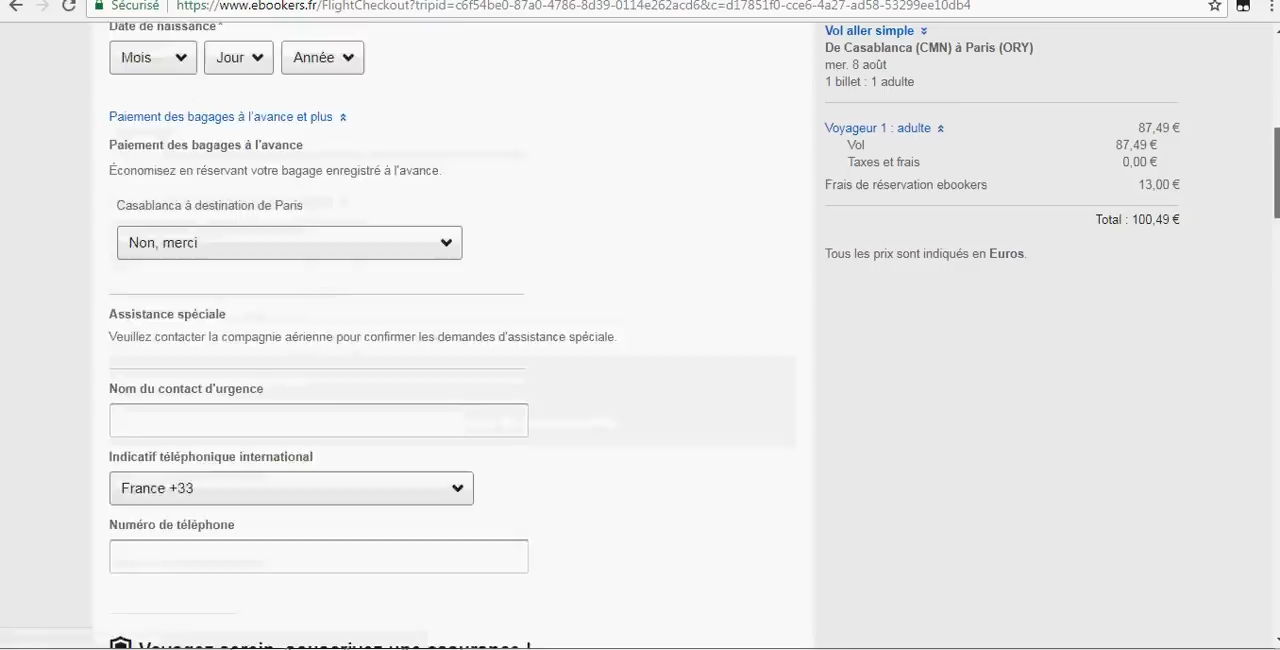 Sécurisé https://www.ebookers.fr/FlightCheckout?tripid=c6f54be0-87a0-4786-8d39-0114e262acd6&c=d17851f0-cce6-4a27-ad58-53299ee10db4
Date de naissance*
Mois Jour Année
Paiement des bagages à l'avance et plus
Paiement des bagages à l'avance
Économisez en réservant votre bagage enregistré à l'avance.
Casablanca à destination de Paris
Non, merci
Assistance spéciale
Veuillez contacter la compagnie aérienne pour confirmer les demandes d'assistance spéciale.
Nom du contact d'urgence
Indicatif téléphonique international
France +33
Numéro de téléphone
Voyagez serein, souscrivez une assurance !
Vol aller simple
De Casablanca (CMN) à Paris (ORY)
mer. 8 août
1 billet : 1 adulte
Voyageur 1 : adulte 87,49 €
Vol 87,49 €
Taxes et frais 0,00 €
Frais de réservation ebookers 13,00 €
Total : 100,49 €
Tous les prix sont indiqués en Euros.